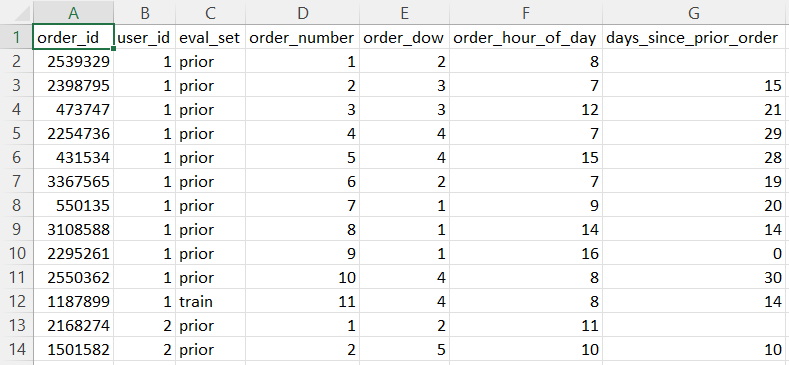 A B C D E F G
1 order_id user_id eval_set order_number order_dow order_hour_of_day days_since_prior_order
2 2539329 1 prior 1 2 8
3 2398795 1 prior 2 3 7 15
4 473747 1 prior 3 3 12 21
5 2254736 1 prior 4 4 7 29
6 431534 1 prior 5 4 15 28
7 3367565 1 prior 6 2 7 19
8 550135 1 prior 7 1 9 20
9 3108588 1 prior 8 1 14 14
10 2295261 1 prior 9 1 16 0
11 2550362 1 prior 10 4 8 30
12 1187899 1 train 11 4 8 14
13 2168274 2 prior 1 2 11
14 1501582 2 prior 2 5 10 10